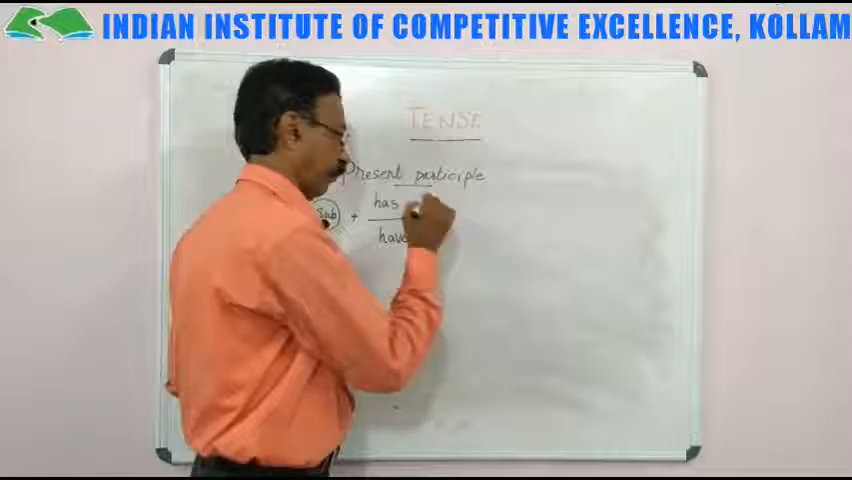 INDIAN INSTITUTE OF COMPETITIVE EXCELLENCE, KOLLAM
TENSE
Present participle
Sub + has
have